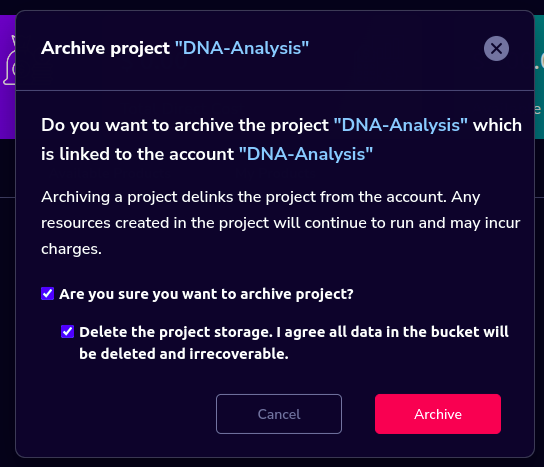 Archive project "DNA-Analysis"
Do you want to archive the project "DNA-Analysis" which
is linked to the account "DNA-Analysis"
Archiving a project delinks the project from the account. Any
resources created in the project will continue to run and may incur
charges.
Are you sure you want to archive project?
Delete the project storage. I agree all data in the bucket will
be deleted and irrecoverable.
Cancel
Archive